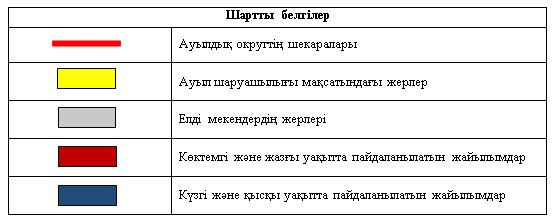 Шартты белгілер
Ауылдық округтің шекаралары
Ауыл шаруашылығы мақсатындағы жерлер
Елді мекендердің жерлері
Көктемгі және жазғы уақытта пайдаланылатын жайылымдар
Күзгі және қысқы уақытта пайдаланылатын жайылымдар